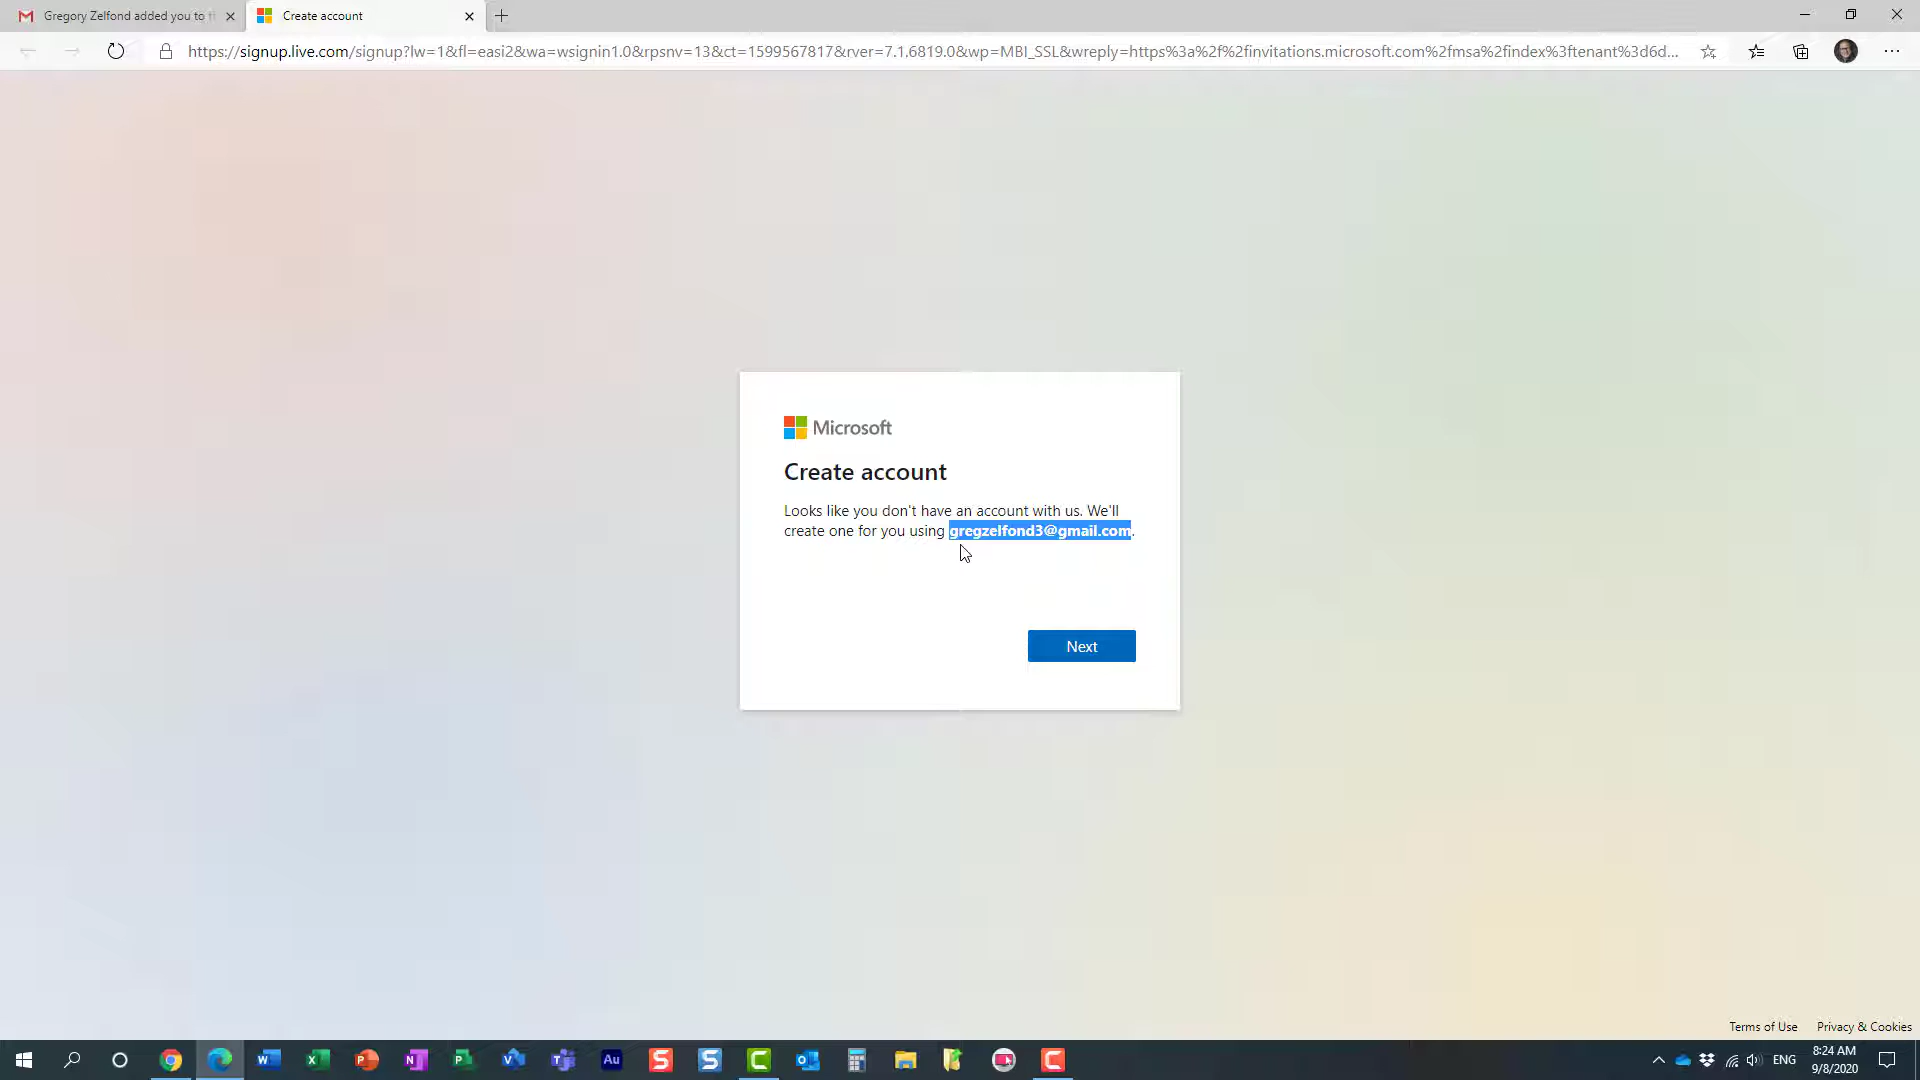 Gregory Zelfond added you to t
Create account
https://signup.live.com/signup?lw=1&fl=easi2&wa=wsignin1.0&rpsnv=13&ct=1599567817&rver=7.1.6819.0&wp=MBI_SSL&wreply=https%3a%2f%2finvitations.microsoft.com%2fmsa%2findex%3ftenant%3d6d...
Microsoft
Create account
Looks like you don't have an account with us. We'll
create one for you using gregzelfond3@gmail.com.
Next
Terms of Use Privacy & Cookies
ENG
8:24 AM
9/8/2020